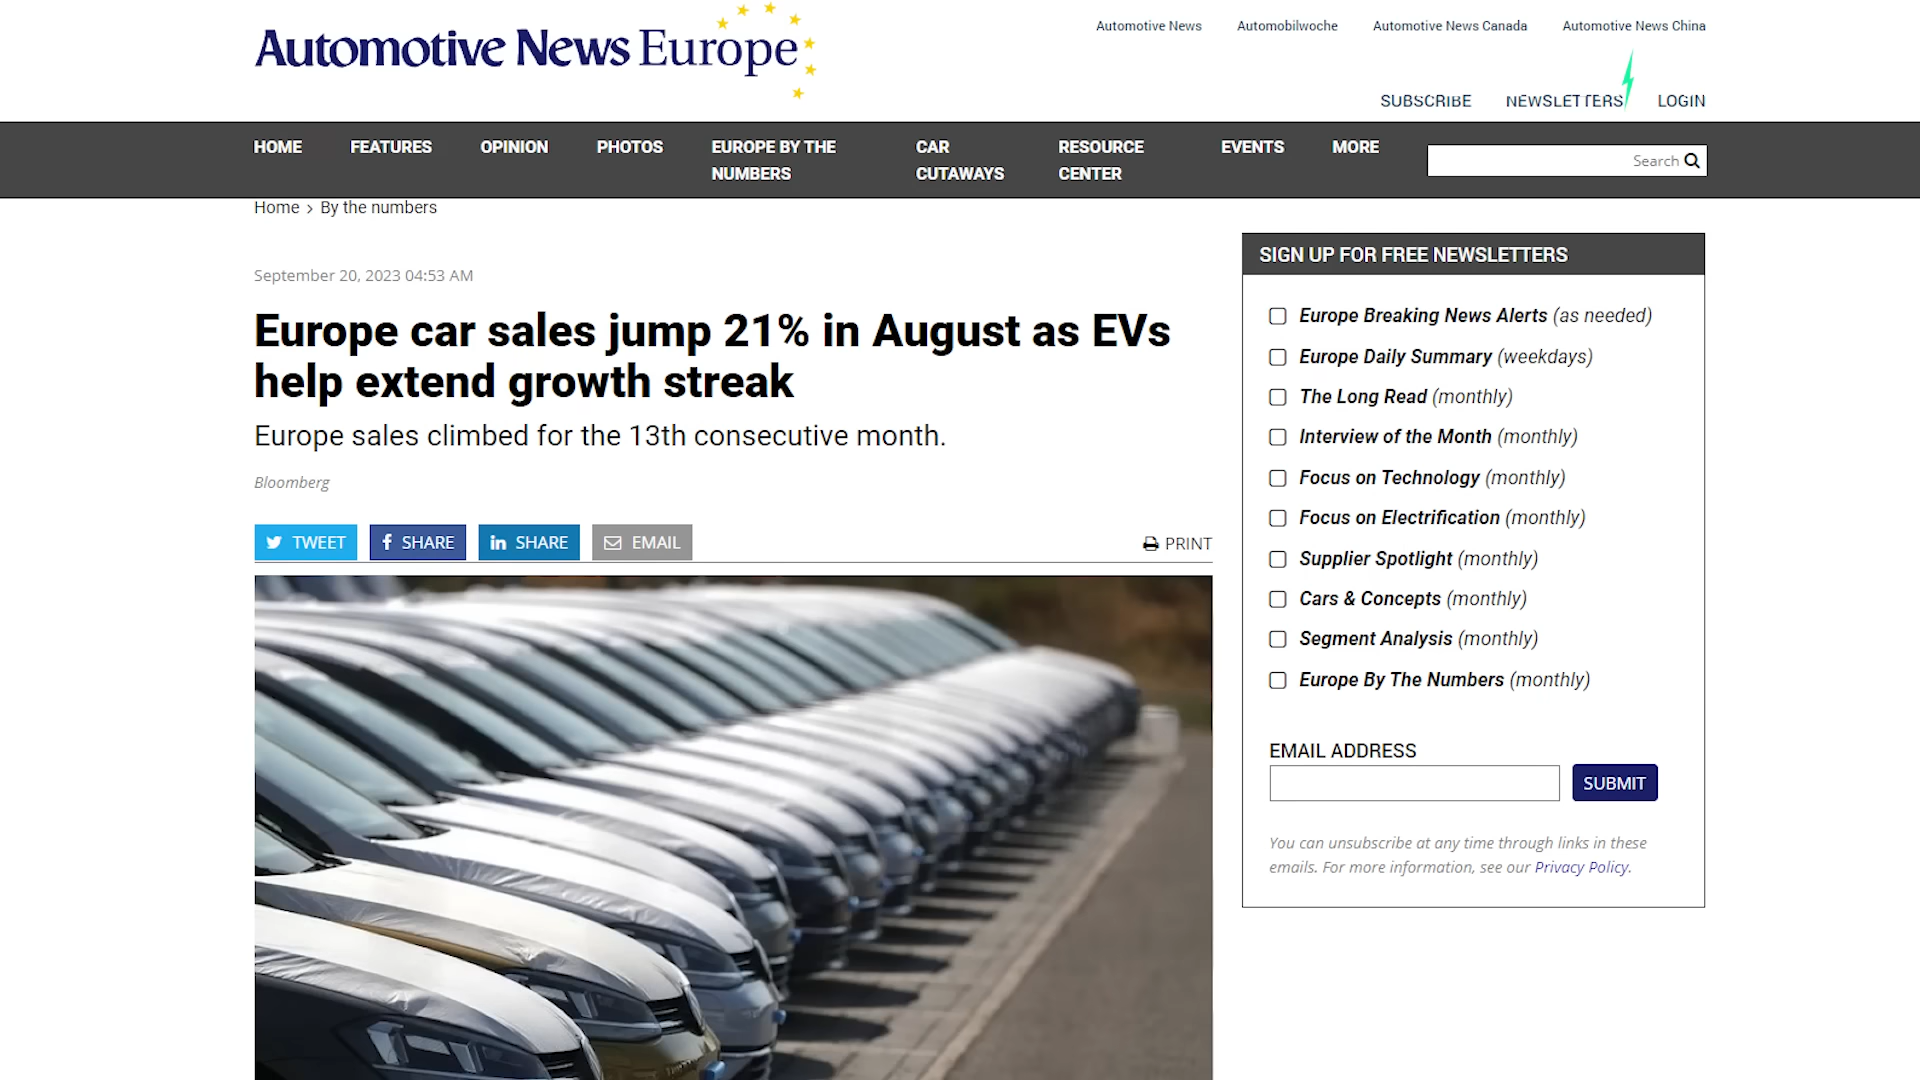 Automotive News Europe
Automotive News
Automobilwoche
Automotive News Canada
Automotive News China
SUBSCRIBE
NEWSLETTERS
LOGIN
HOME
FEATURES
OPINION
PHOTOS
EUROPE BY THE
NUMBERS
CAR
CUTAWAYS
RESOURCE
CENTER
EVENTS
MORE
Search
Home › By the numbers
September 20, 2023 04:53 AM
Europe car sales jump 21% in August as EVs
help extend growth streak
Europe sales climbed for the 13th consecutive month.
Bloomberg
TWEET
SHARE
SHARE
EMAIL
PRINT
SIGN UP FOR FREE NEWSLETTERS
Europe Breaking News Alerts (as needed)
Europe Daily Summary (weekdays)
The Long Read (monthly)
Interview of the Month (monthly)
Focus on Technology (monthly)
Focus on Electrification (monthly)
Supplier Spotlight (monthly)
Cars & Concepts (monthly)
Segment Analysis (monthly)
Europe By The Numbers (monthly)
EMAIL ADDRESS
SUBMIT
You can unsubscribe at any time through links in these
emails. For more information, see our Privacy Policy.